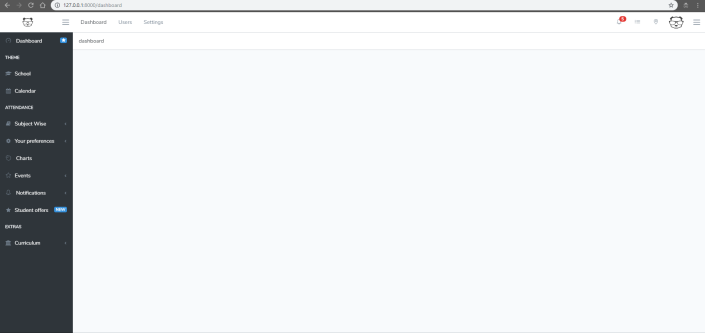 127.0.0.1:8000/dashboard
Dashboard Users Settings
5
Dashboard
dashboard
THEME
School
Calendar
ATTENDANCE
Subject Wise
Your preferences
Charts
Events
Notifications
Student offers NEW
EXTRAS
Curriculum